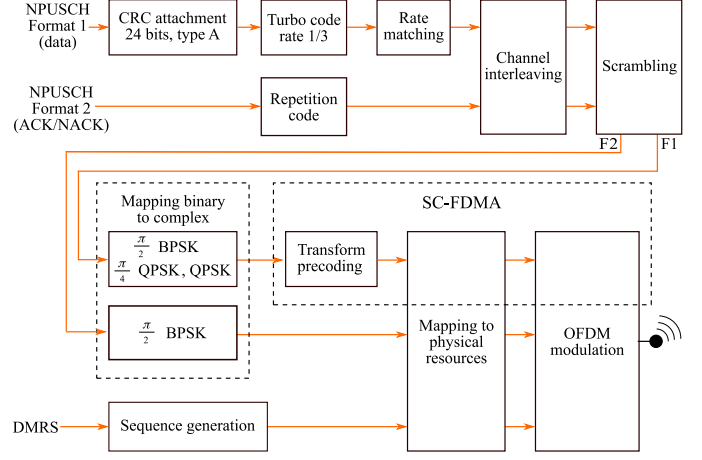 NPUSCH
Format 1
(data)
CRC attachment
24 bits, type A
Turbo code
rate 1/3
Rate
matching
Channel
interleaving
Scrambling
NPUSCH
Format 2
(ACK/NACK)
Repetition
code
F2
F1
Mapping binary
to complex
SC-FDMA
π/2 BPSK
π/4 QPSK, QPSK
Transform
precoding
π/2 BPSK
Mapping to
physical
resources
OFDM
modulation
DMRS
Sequence generation